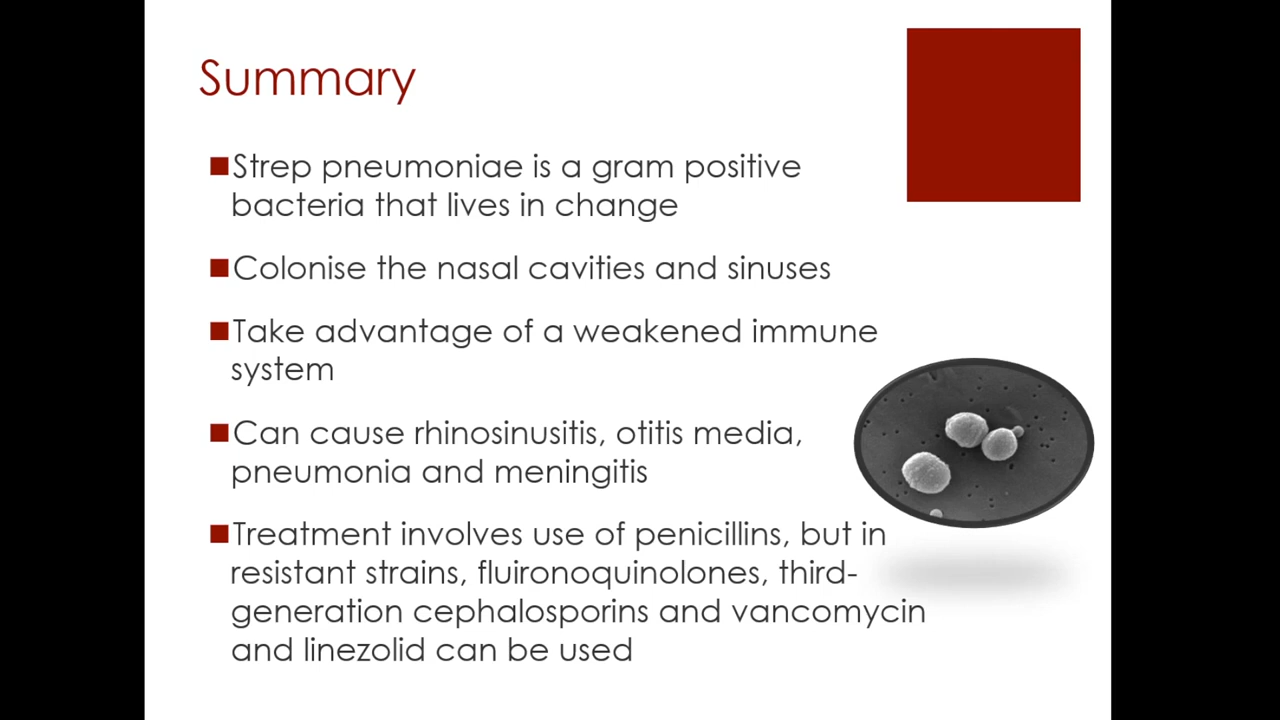 Summary
Strep pneumoniae is a gram positive
bacteria that lives in change
Colonise the nasal cavities and sinuses
Take advantage of a weakened immune
system
Can cause rhinosinusitis, otitis media,
pneumonia and meningitis
Treatment involves use of penicillins, but in
resistant strains, fluironoquinolones, third-
generation cephalosporins and vancomycin
and linezolid can be used